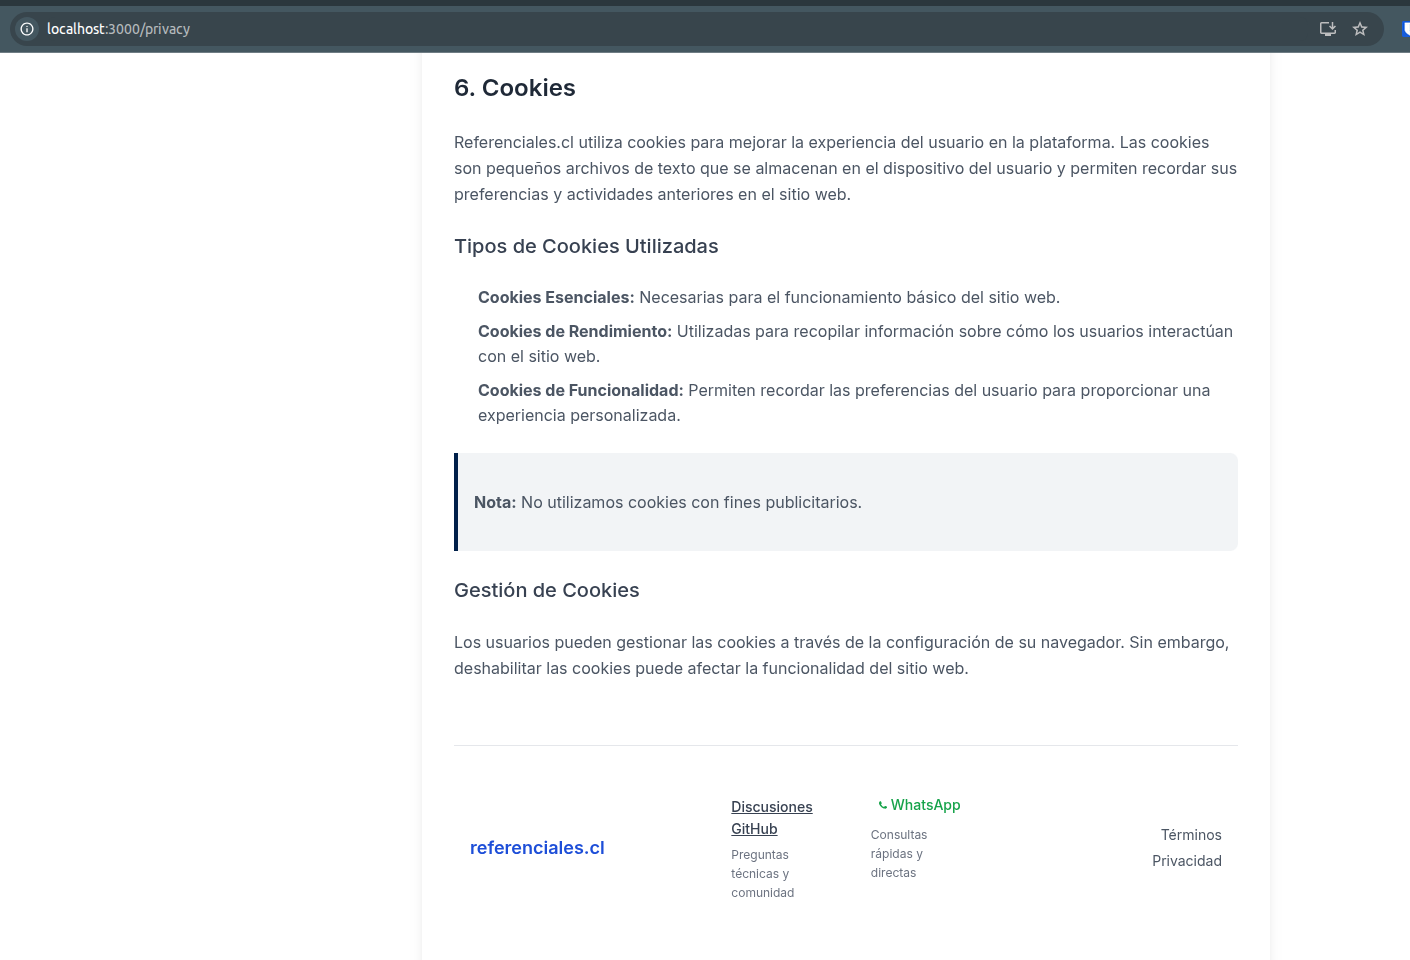 localhost:3000/privacy
6. Cookies
Referenciales.cl utiliza cookies para mejorar la experiencia del usuario en la plataforma. Las cookies
son pequeños archivos de texto que se almacenan en el dispositivo del usuario y permiten recordar sus
preferencias y actividades anteriores en el sitio web.
Tipos de Cookies Utilizadas
Cookies Esenciales: Necesarias para el funcionamiento básico del sitio web.
Cookies de Rendimiento: Utilizadas para recopilar información sobre cómo los usuarios interactúan
con el sitio web.
Cookies de Funcionalidad: Permiten recordar las preferencias del usuario para proporcionar una
experiencia personalizada.
Nota: No utilizamos cookies con fines publicitarios.
Gestión de Cookies
Los usuarios pueden gestionar las cookies a través de la configuración de su navegador. Sin embargo,
deshabilitar las cookies puede afectar la funcionalidad del sitio web.
referenciales.cl
Discusiones
GitHub
Preguntas
técnicas y
comunidad
WhatsApp
Consultas
rápidas y
directas
Términos
Privacidad